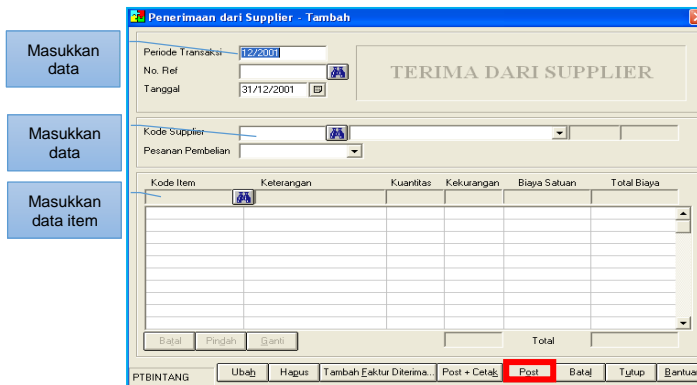 Penerimaan dari Supplier - Tambah
Masukkan data
Periode Transaksi 12/2001
No. Ref
Tanggal 31/12/2001
TERIMA DARI SUPPLIER
Masukkan data
Kode Supplier
Pesanan Pembelian
Masukkan data item
Kode Item Keterangan Kuantitas Kekurangan Biaya Satuan Total Biaya
Batal Pindah Ganti Total
PTBINTANG Ubah Hapus Tambah Faktur Diterima... Post + Cetak Post Batal Tutup Bantuan